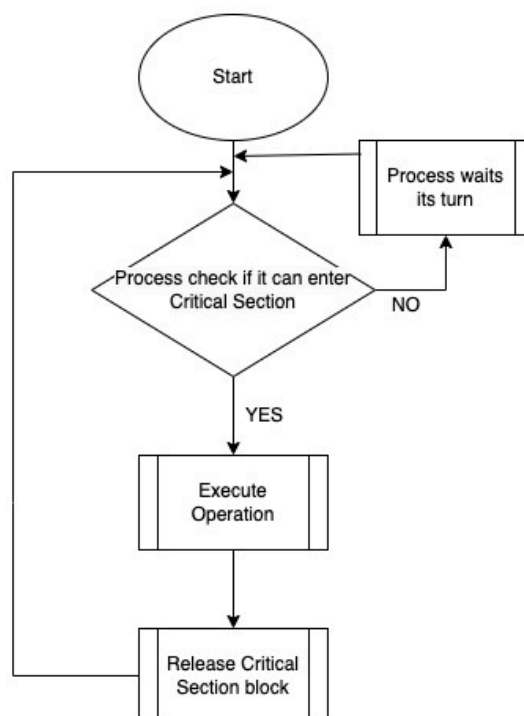 Start
Process waits
its turn
Process check if it can enter
Critical Section
NO
YES
Execute
Operation
Release Critical
Section block